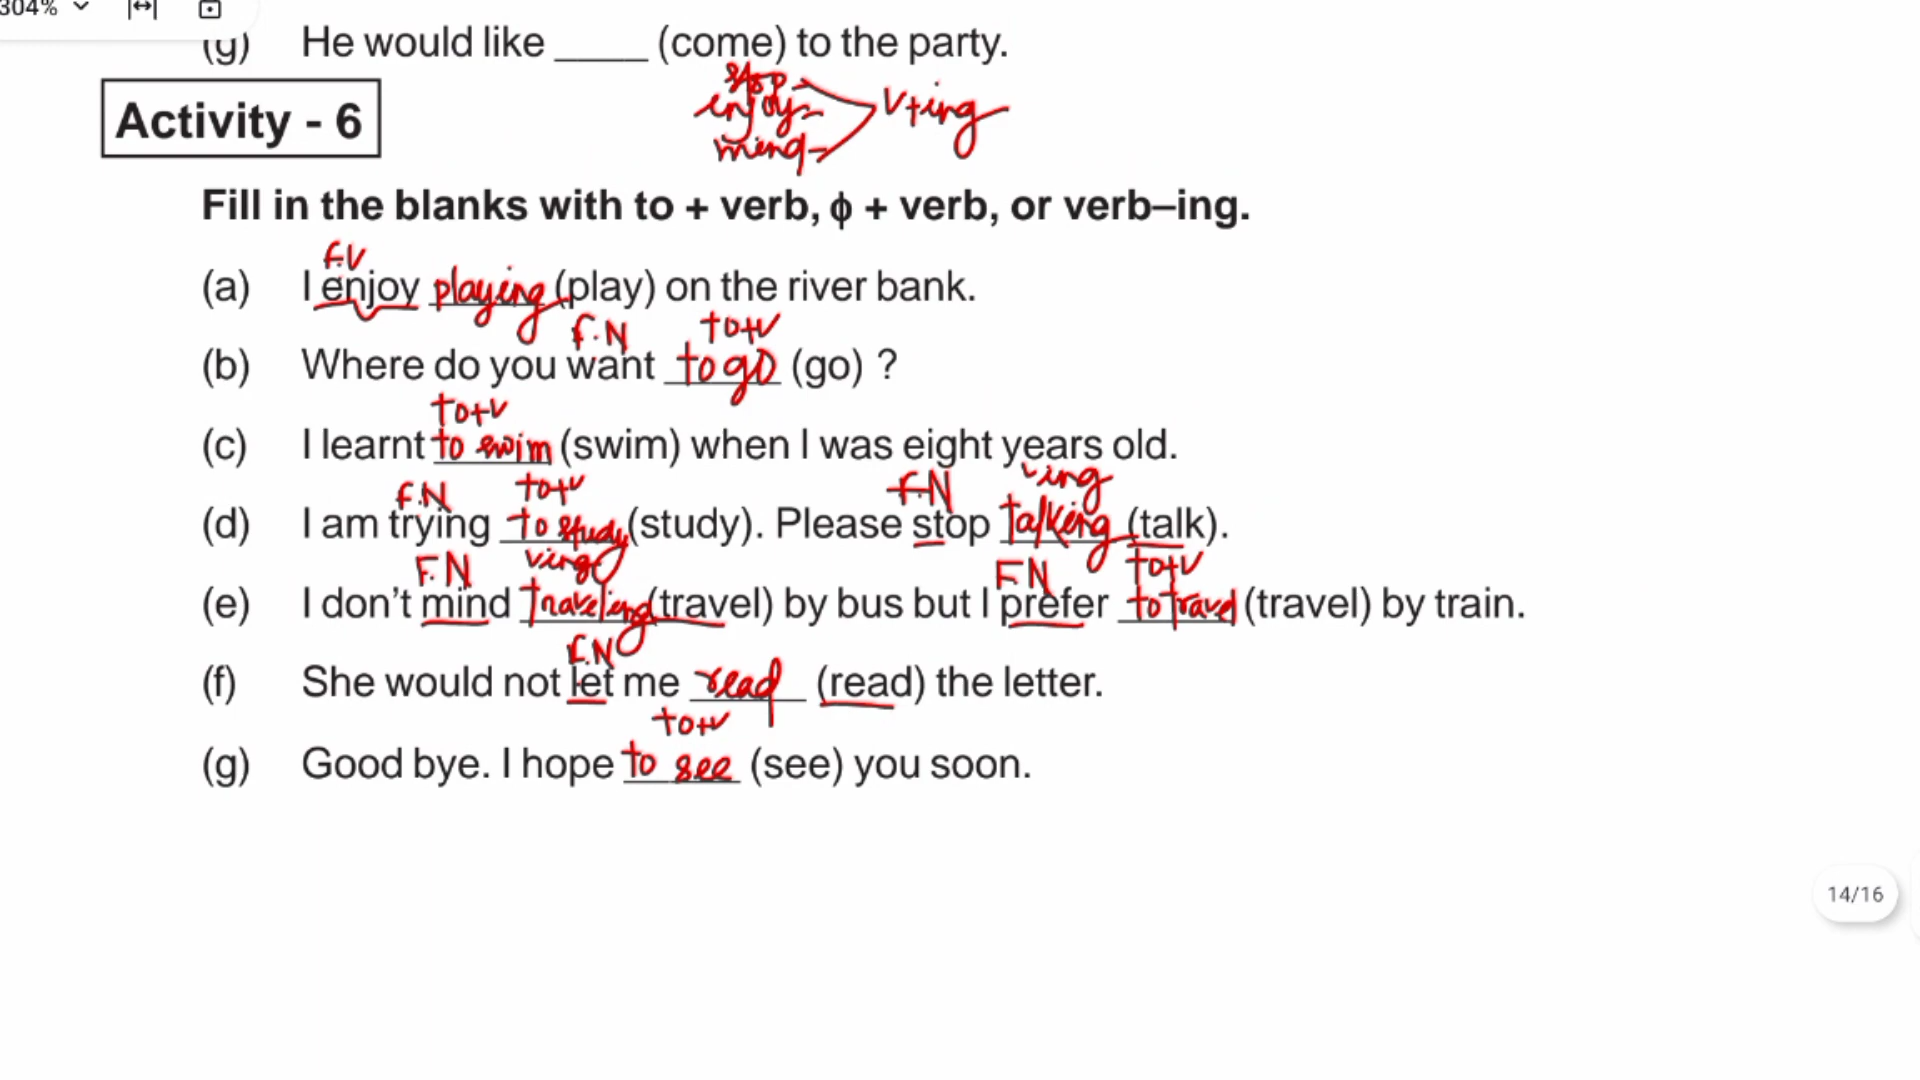 304%
(g) He would like ____ (come) to the party.
stop
enjoy
mind
V+ing
Activity - 6
Fill in the blanks with to + verb, ϕ + verb, or verb–ing.
F.V
(a) I enjoy playing (play) on the river bank.
F.N to+v
(b) Where do you want to go (go) ?
to+v
(c) I learnt to swim (swim) when I was eight years old.
F.N to+v F.N ving
(d) I am trying to study (study). Please stop talking (talk).
F.N ving F.N to+v
(e) I don't mind traveling (travel) by bus but I prefer to travel (travel) by train.
F.N
(f) She would not let me read (read) the letter.
to+v
(g) Good bye. I hope to see (see) you soon.
14/16